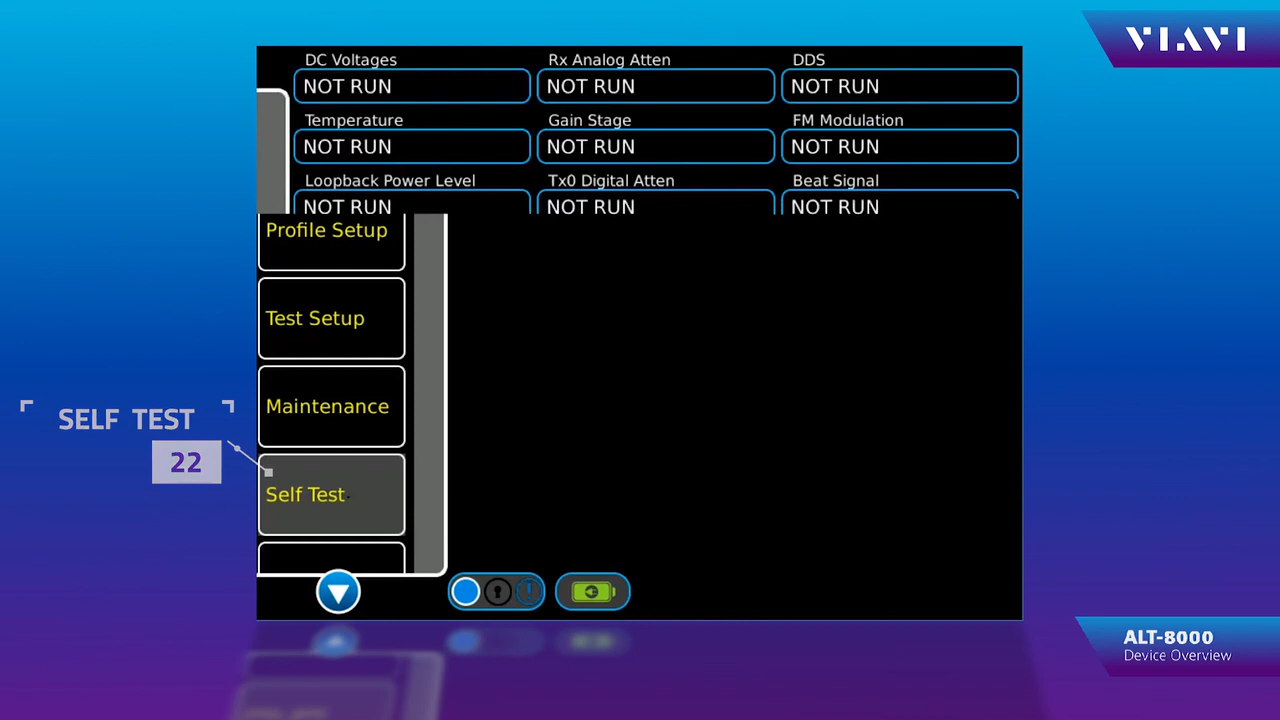 VIAVI
DC Voltages Rx Analog Atten DDS
NOT RUN NOT RUN NOT RUN
Temperature Gain Stage FM Modulation
NOT RUN NOT RUN NOT RUN
Loopback Power Level Tx0 Digital Atten Beat Signal
NOT RUN NOT RUN NOT RUN
Profile Setup
Test Setup
Maintenance
SELF TEST
22
Self Test
ALT-8000
Device Overview